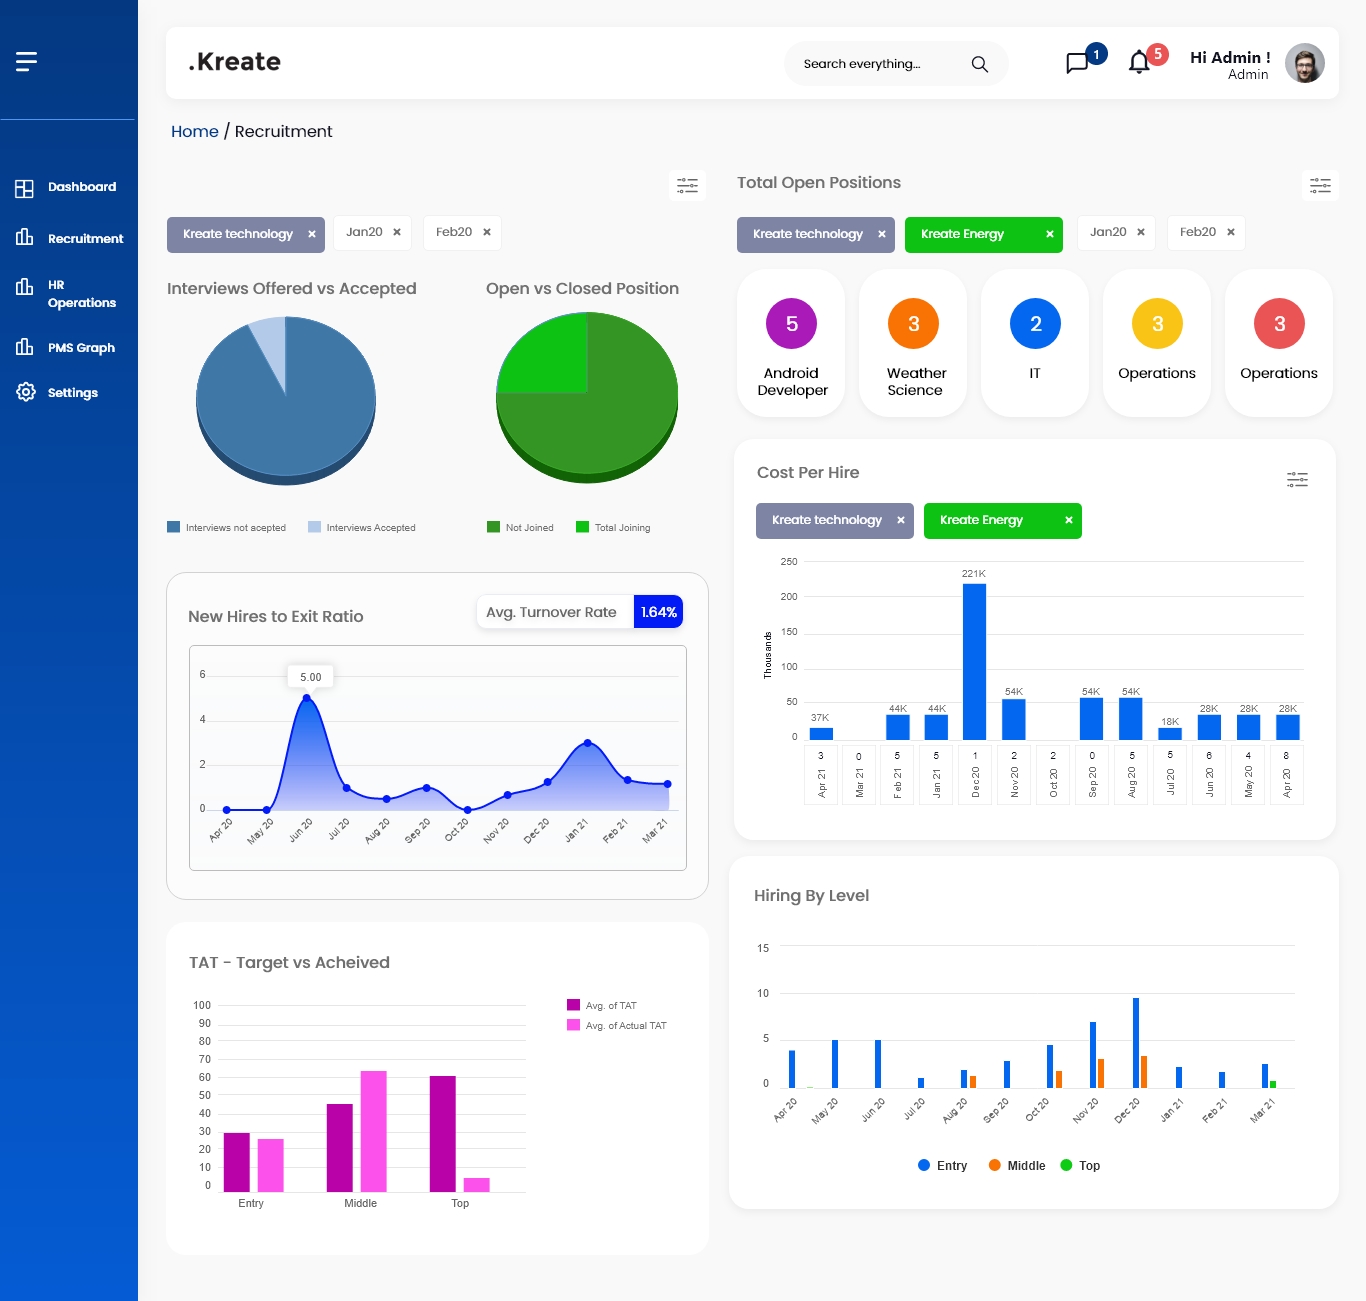 .Kreate
Search everything...
1
5
Hi Admin !
Admin
Home / Recruitment
Dashboard
Recruitment
HR
Operations
PMS Graph
Settings
Kreate technology ×
Jan20 ×
Feb20 ×
Interviews Offered vs Accepted
Open vs Closed Position
Interviews not acepted
Interviews Accepted
Not Joined
Total Joining
Total Open Positions
Kreate technology ×
Kreate Energy ×
Jan20 ×
Feb20 ×
5
Android
Developer
3
Weather
Science
2
IT
3
Operations
3
Operations
New Hires to Exit Ratio
Avg. Turnover Rate 1.64%
6
4
2
0
5.00
Apr 20
May 20
Jun 20
Jul 20
Aug 20
Sep 20
Oct 20
Nov 20
Dec 20
Jan 21
Feb 21
Mar 21
Cost Per Hire
Kreate technology ×
Kreate Energy ×
Thousands
250
200
150
100
50
0
37K
44K
44K
221K
54K
54K
54K
18K
28K
28K
28K
3
0
5
5
1
2
2
0
5
5
6
4
8
Apr 21
Mar 21
Feb 21
Jan 21
Dec 20
Nov 20
Oct 20
Sep 20
Aug 20
Jul 20
Jun 20
May 20
Apr 20
TAT - Target vs Acheived
100
90
80
70
60
50
40
30
20
10
0
Entry
Middle
Top
Avg. of TAT
Avg. of Actual TAT
Hiring By Level
15
10
5
0
Apr 20
May 20
Jun 20
Jul 20
Aug 20
Sep 20
Oct 20
Nov 20
Dec 20
Jan 21
Feb 21
Mar 21
Entry
Middle
Top